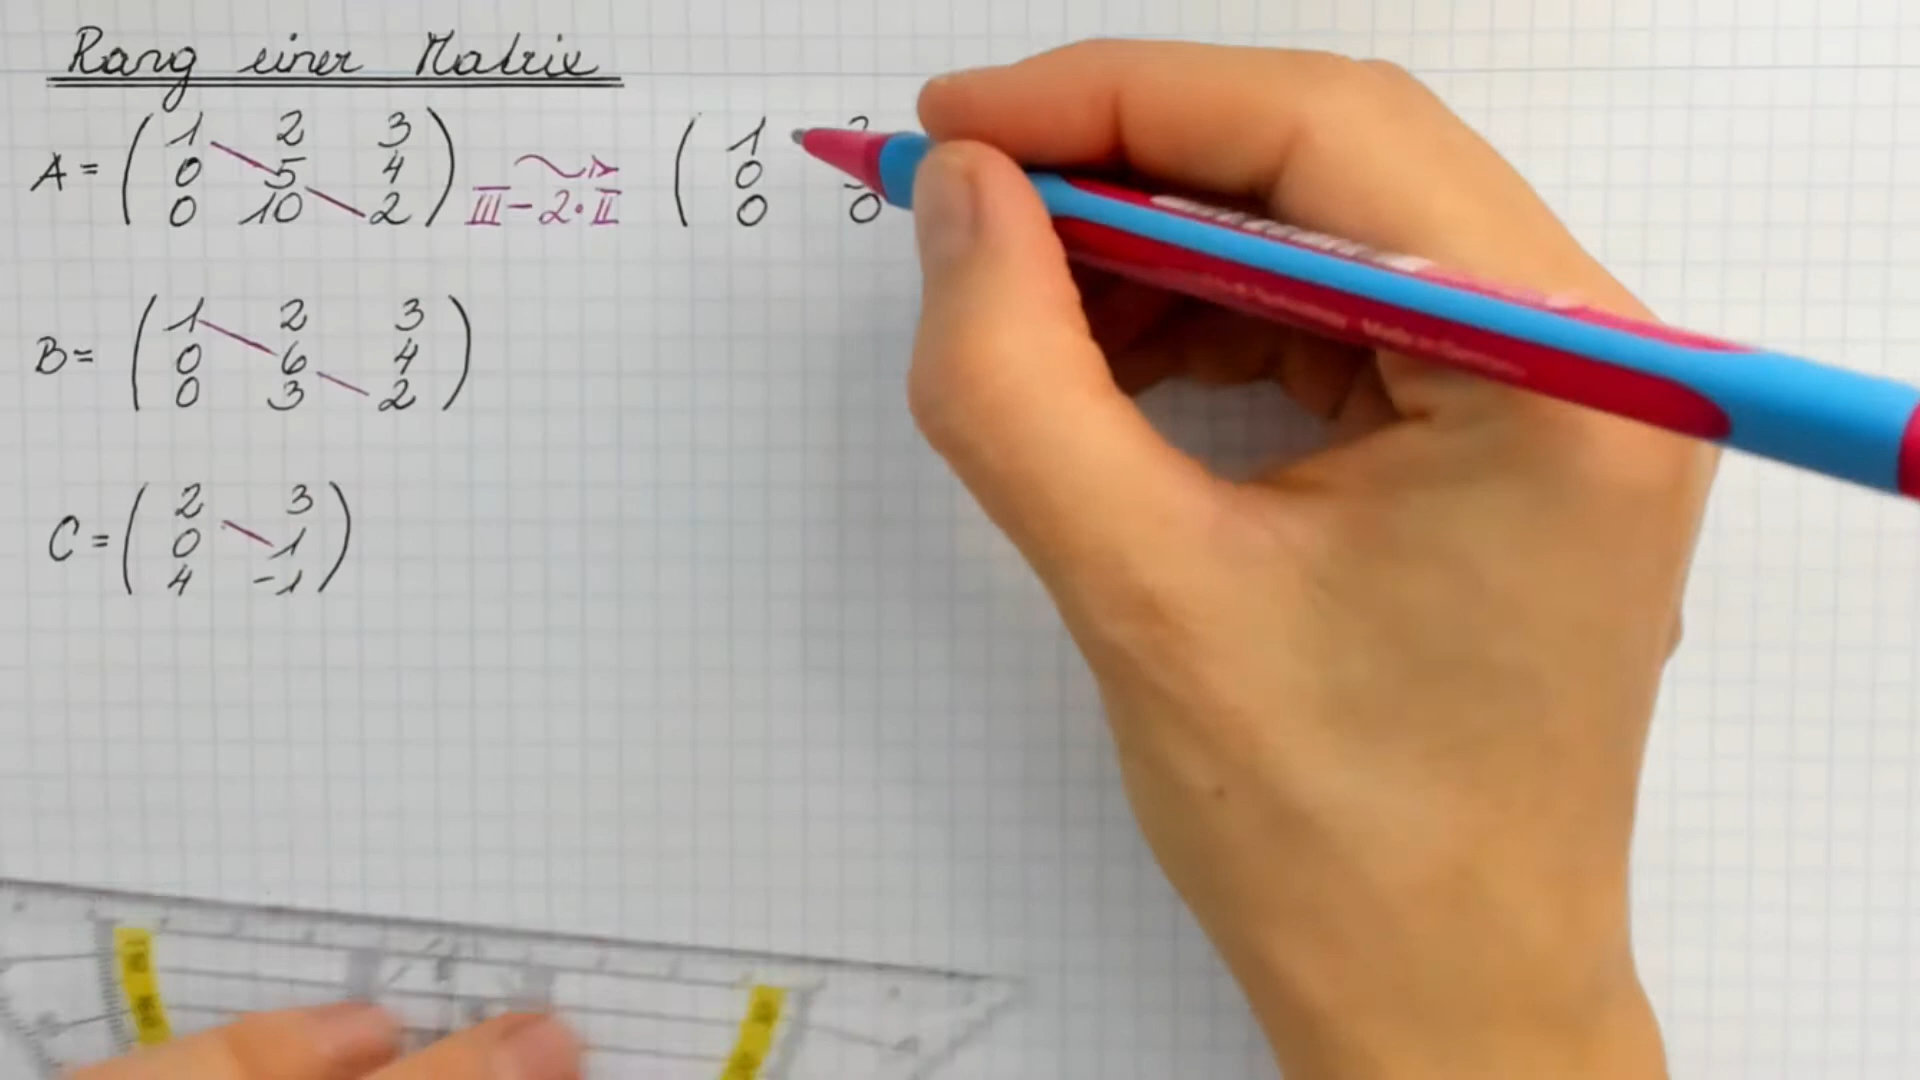 Rang einer Matrix
1 2 3
A = 0 5 4
0 10 2 III - 2·II
1 2
0
0 0
1 2 3
B = 0 6 4
0 3 2
2 3
C = 0 1
4 -1